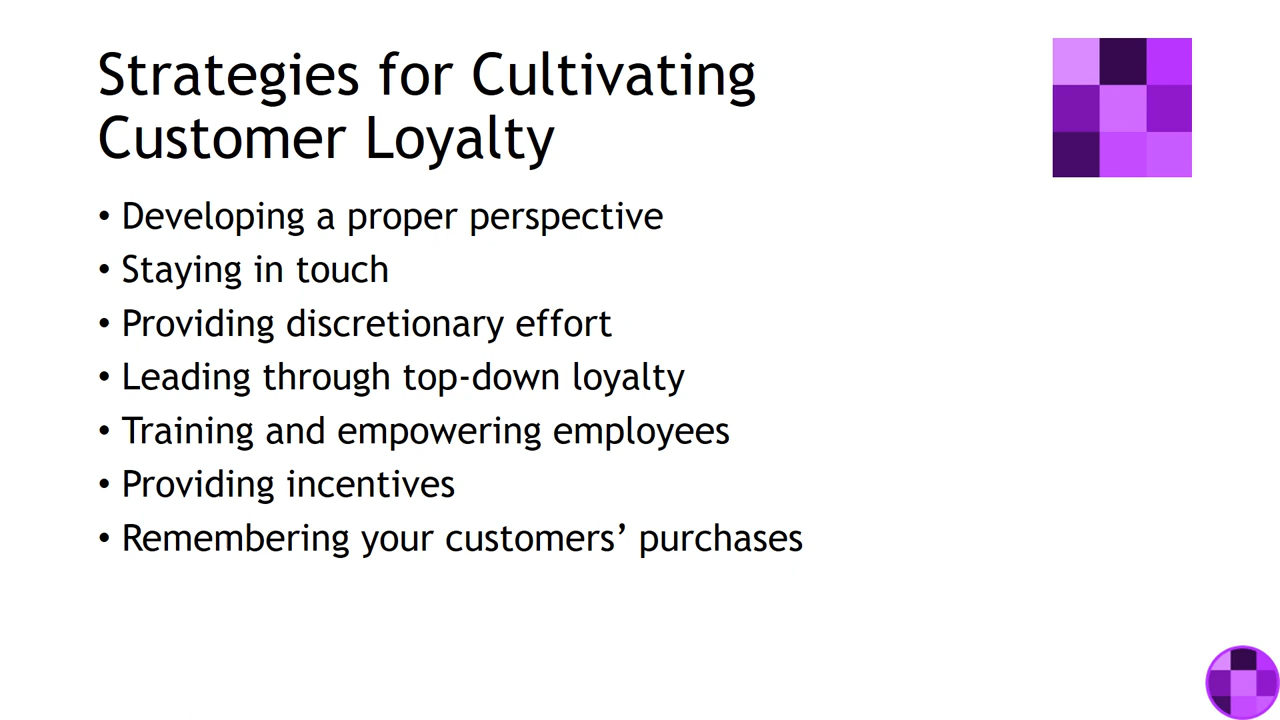 Strategies for Cultivating
Customer Loyalty
• Developing a proper perspective
• Staying in touch
• Providing discretionary effort
• Leading through top-down loyalty
• Training and empowering employees
• Providing incentives
• Remembering your customers’ purchases